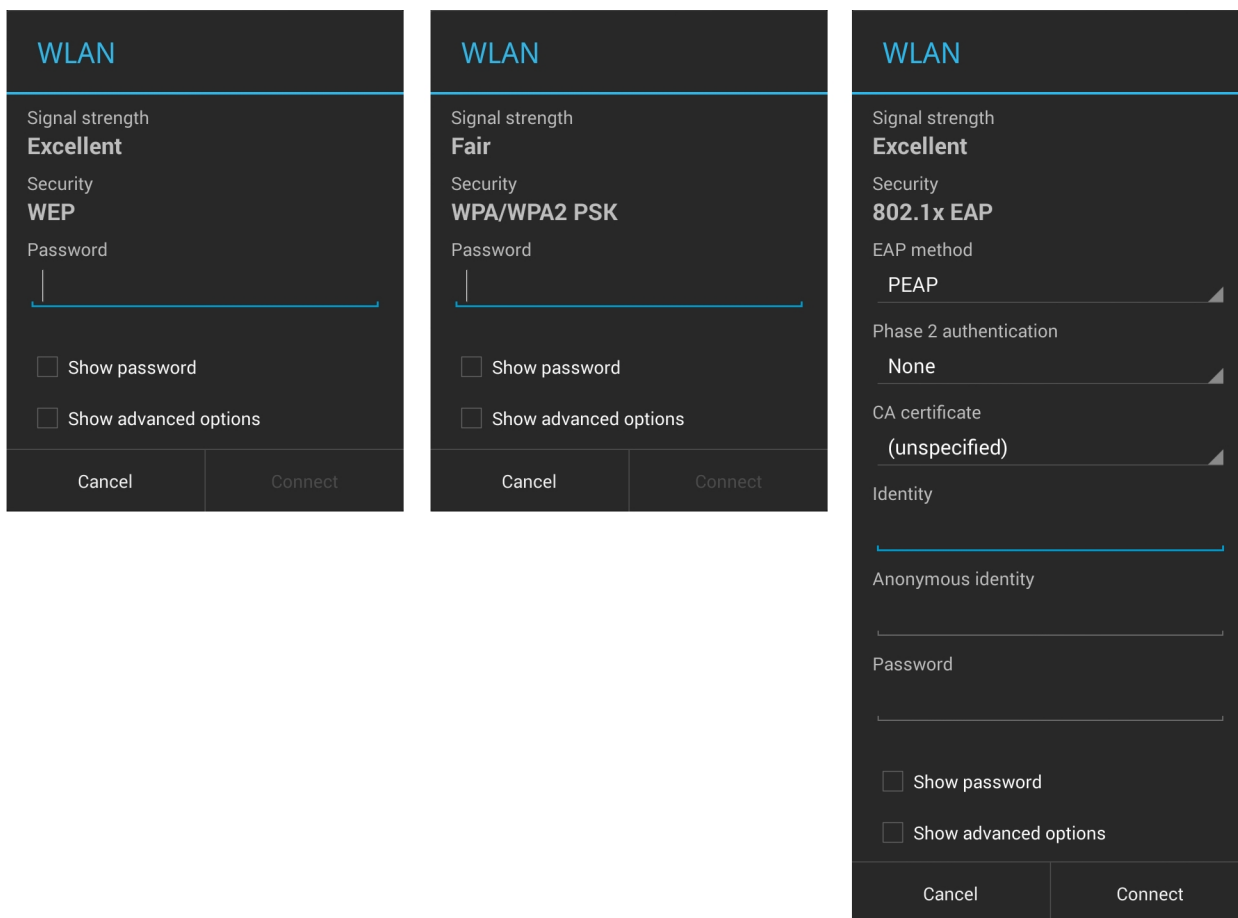 WLAN
Signal strength
Excellent
Security
WEP
Password
Show password
Show advanced options
Cancel
Connect
WLAN
Signal strength
Fair
Security
WPA/WPA2 PSK
Password
Show password
Show advanced options
Cancel
Connect
WLAN
Signal strength
Excellent
Security
802.1x EAP
EAP method
PEAP
Phase 2 authentication
None
CA certificate
(unspecified)
Identity
Anonymous identity
Password
Show password
Show advanced options
Cancel
Connect